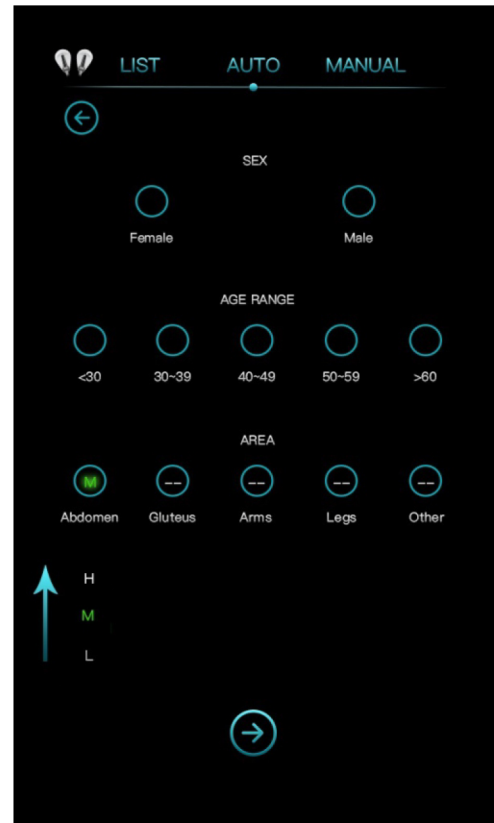 LIST AUTO MANUAL
SEX
Female Male
AGE RANGE
<30 30~39 40~49 50~59 >60
AREA
M -- -- -- --
Abdomen Gluteus Arms Legs Other
H
M
L